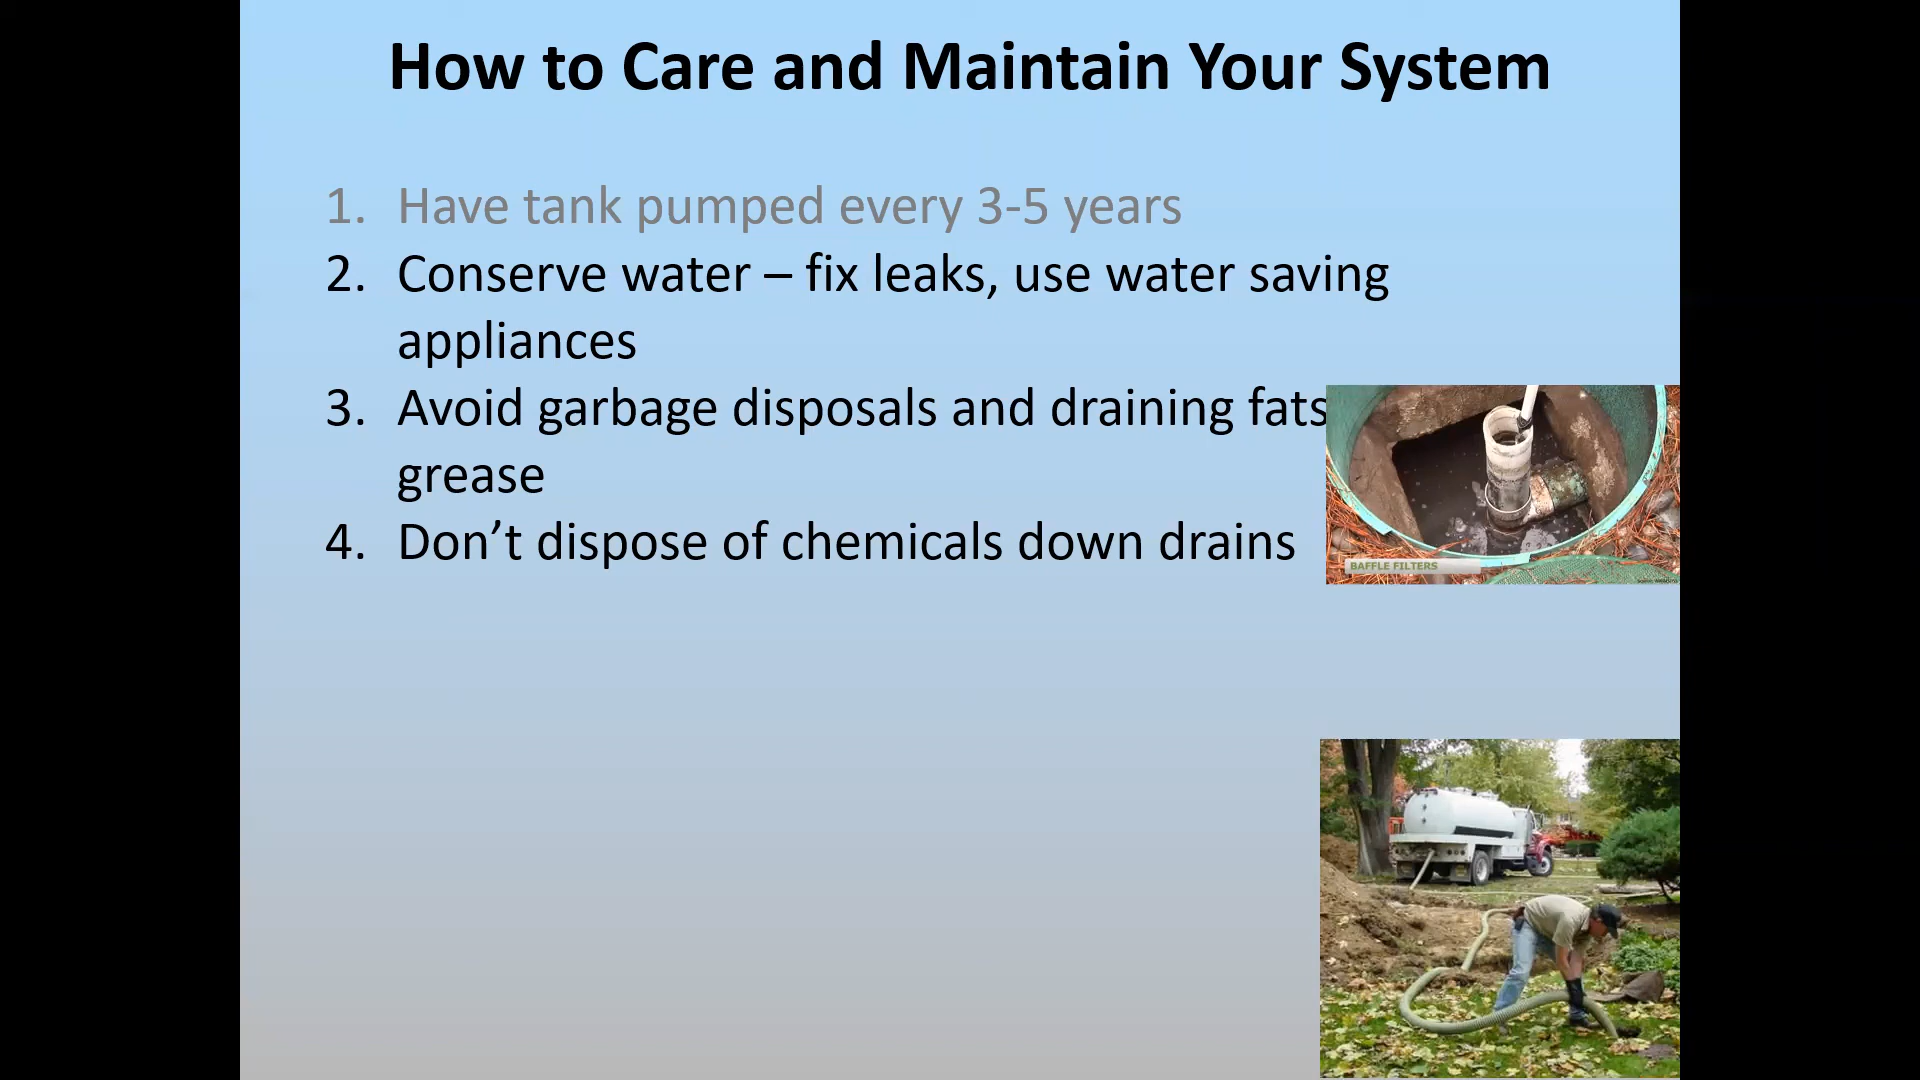 How to Care and Maintain Your System
1. Have tank pumped every 3-5 years
2. Conserve water – fix leaks, use water saving
appliances
3. Avoid garbage disposals and draining fats
grease
4. Don’t dispose of chemicals down drains
BAFFLE FILTERS